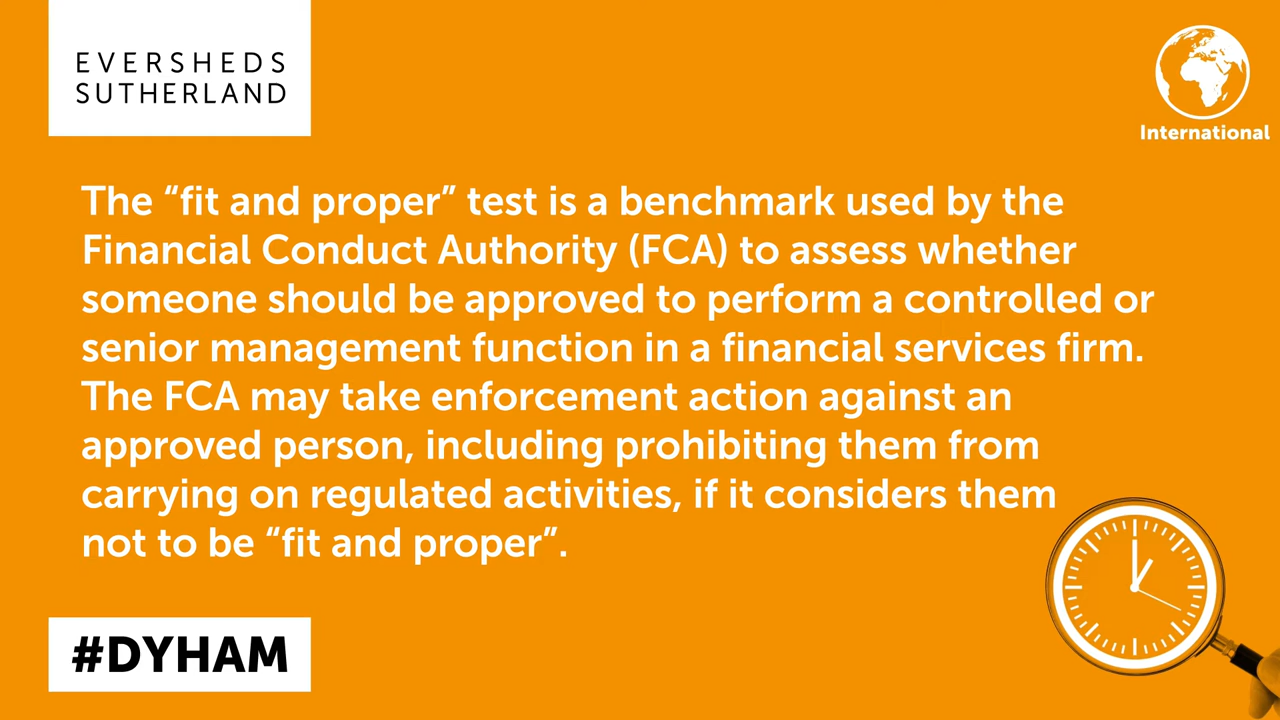 EVERSHEDS
SUTHERLAND
International
The “fit and proper” test is a benchmark used by the
Financial Conduct Authority (FCA) to assess whether
someone should be approved to perform a controlled or
senior management function in a financial services firm.
The FCA may take enforcement action against an
approved person, including prohibiting them from
carrying on regulated activities, if it considers them
not to be “fit and proper”.
#DYHAM